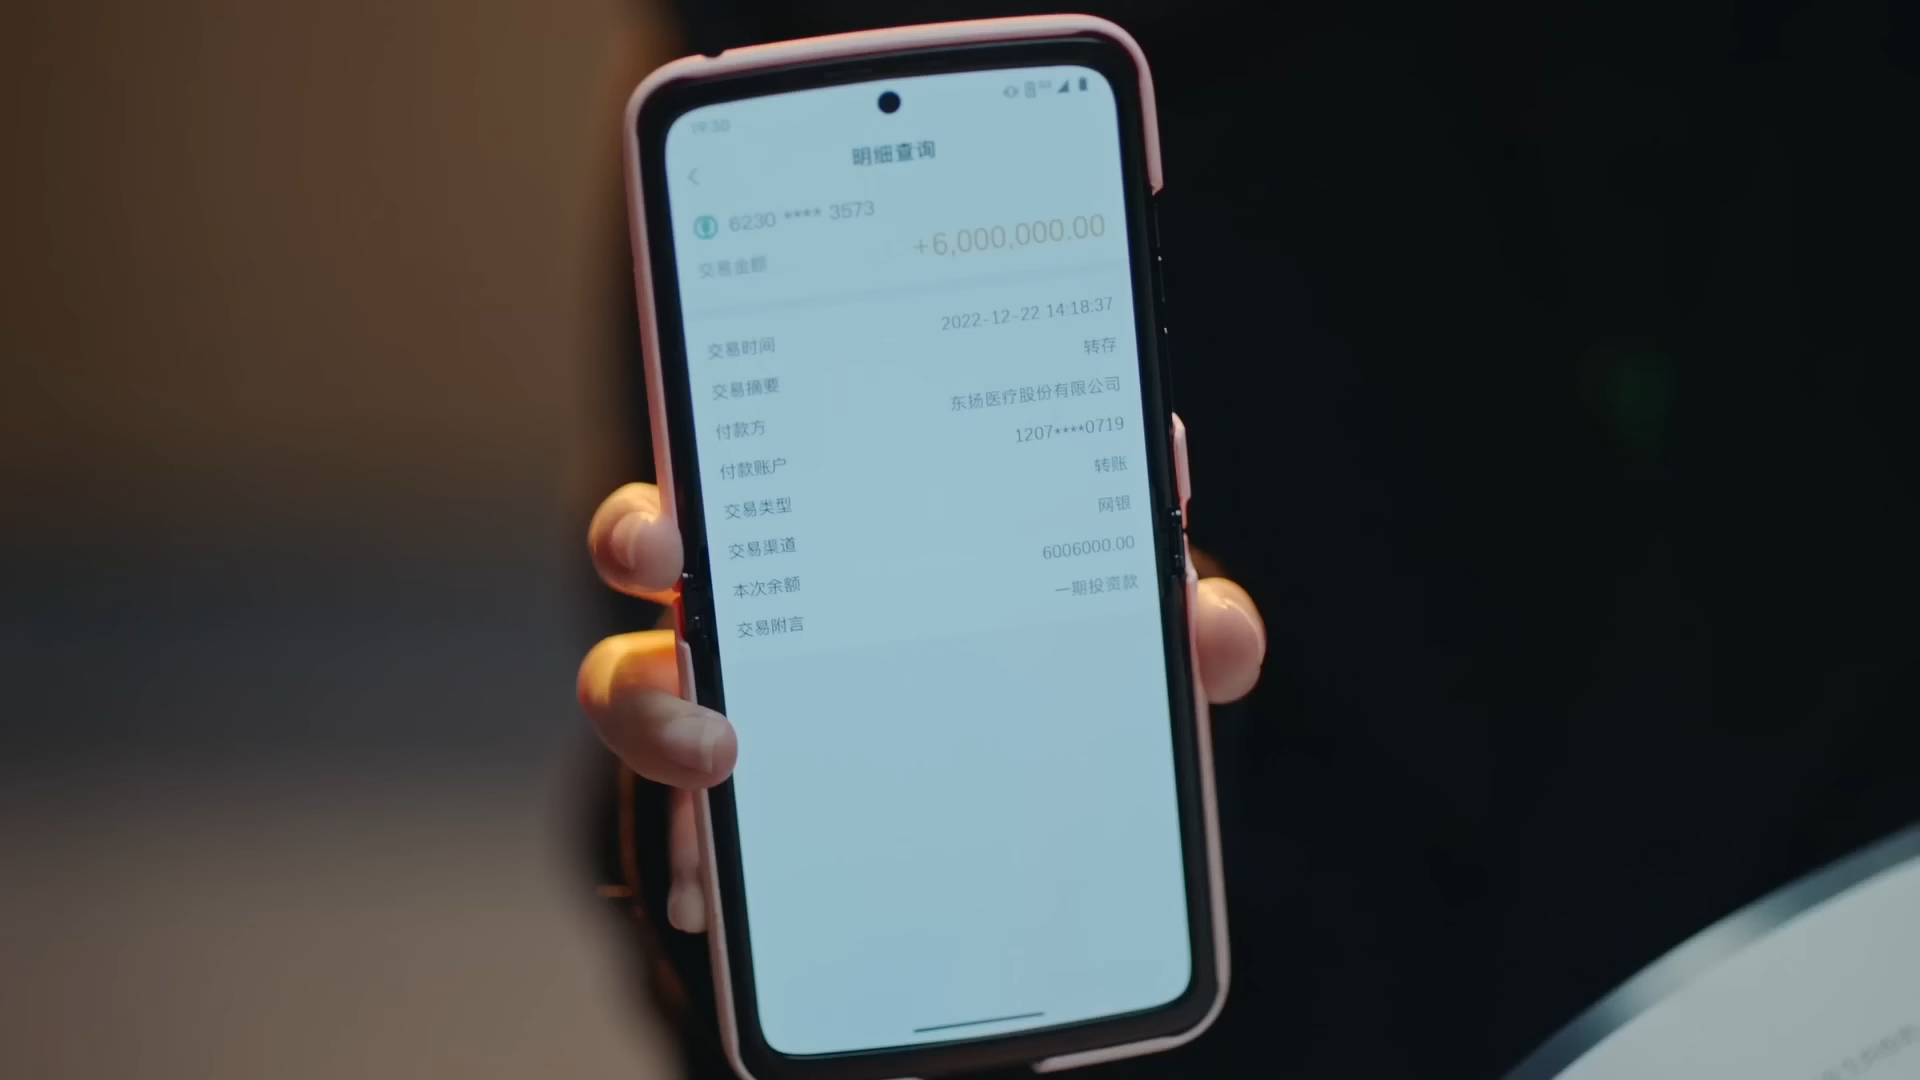 19:30
明细查询
6230 **** 3573
交易金额 +6,000,000.00
交易时间 2022-12-22 14:18:37
交易摘要 转存
付款方 东扬医疗股份有限公司
付款账户 1207****0719
交易类型 转账
交易渠道 网银
本次余额 6006000.00
交易附言 一期投资款